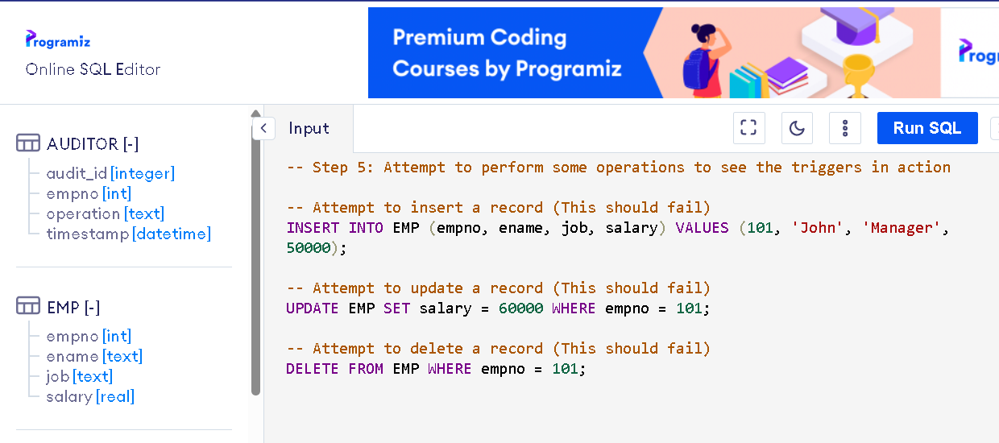 Programiz
Online SQL Editor
Premium Coding
Courses by Programiz
AUDITOR [-]
audit_id [integer]
empno [int]
operation [text]
timestamp [datetime]
EMP [-]
empno [int]
ename [text]
job [text]
salary [real]
Input
Run SQL
-- Step 5: Attempt to perform some operations to see the triggers in action
-- Attempt to insert a record (This should fail)
INSERT INTO EMP (empno, ename, job, salary) VALUES (101, 'John', 'Manager',
50000);
-- Attempt to update a record (This should fail)
UPDATE EMP SET salary = 60000 WHERE empno = 101;
-- Attempt to delete a record (This should fail)
DELETE FROM EMP WHERE empno = 101;